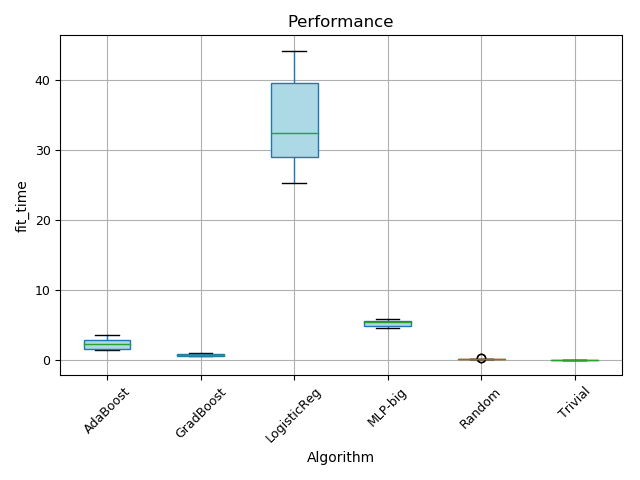 Performance
fit_time
40
30
20
10
0
AdaBoost
GradBoost
LogisticReg
MLP-big
Random
Trivial
Algorithm